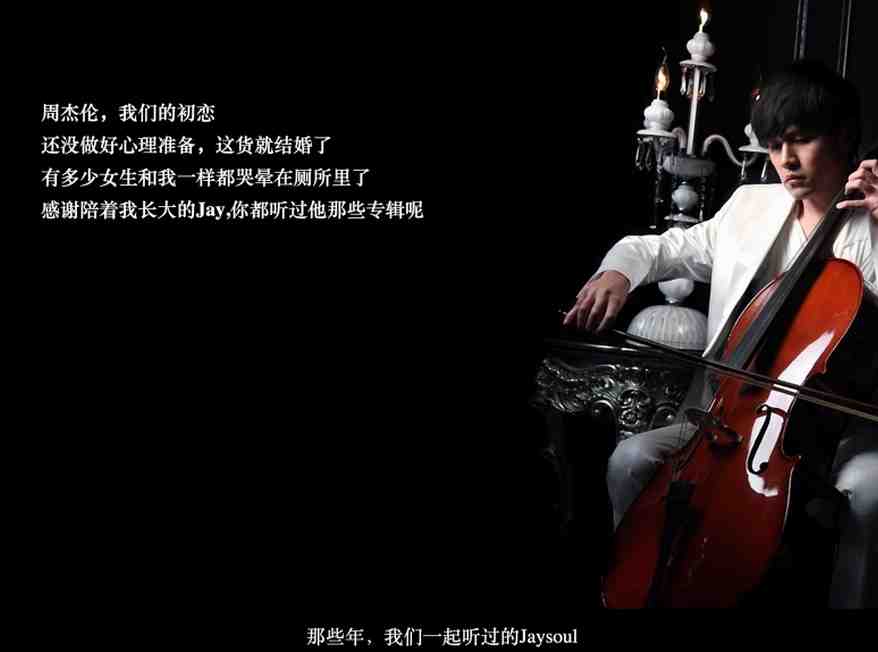 周杰伦，我们的初恋
还没做好心理准备，这货就结婚了
有多少女生和我一样都哭晕在厕所里了
感谢陪着我长大的Jay,你都听过他那些专辑呢
那些年，我们一起听过的Jaysoul